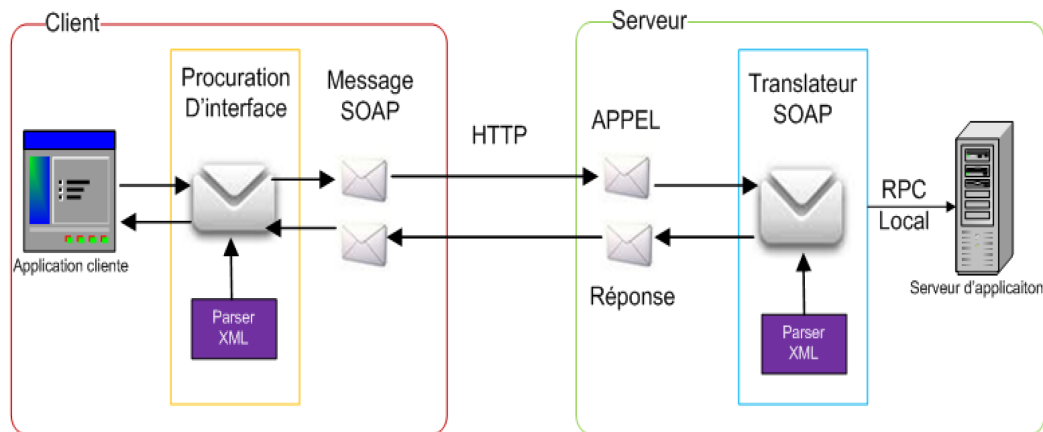 Client
Procuration
D'interface
Message
SOAP
Application cliente
Parser
XML
HTTP
Serveur
APPEL
Réponse
Translateur
SOAP
Parser
XML
RPC
Local
Serveur d'applicaiton